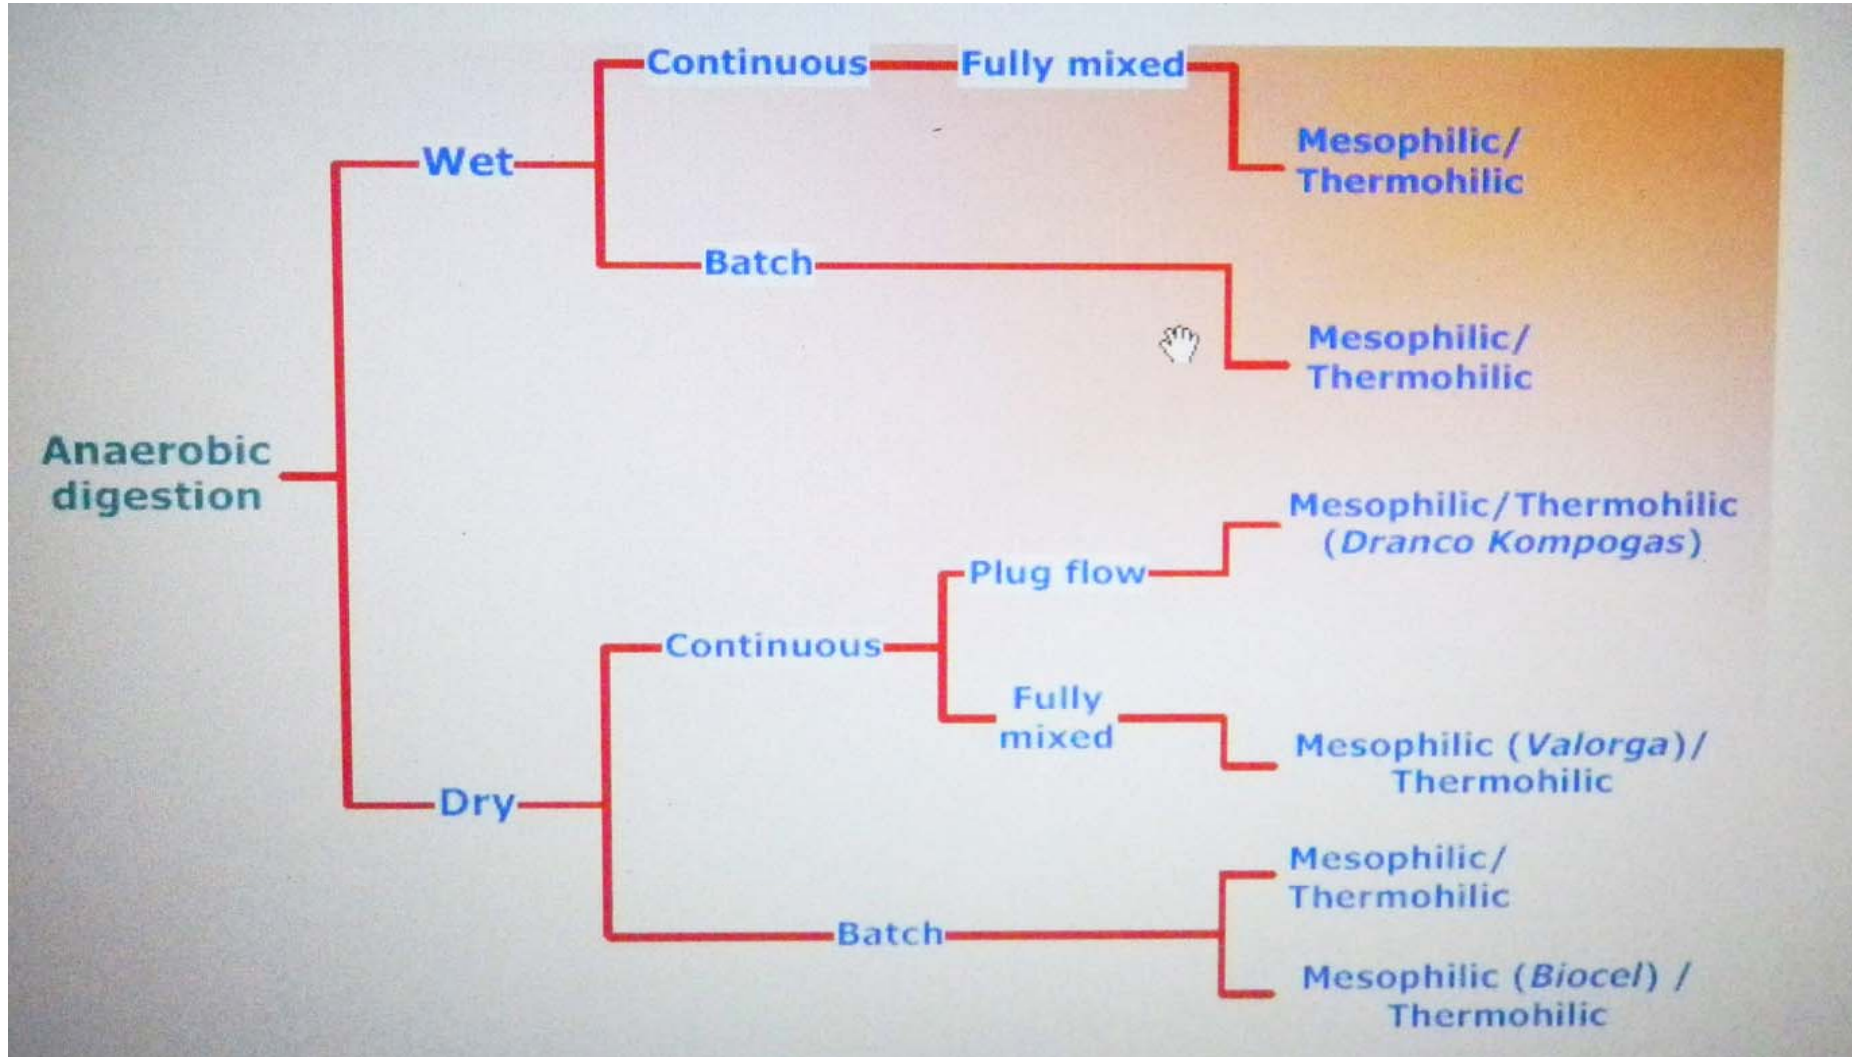 Continuous
Fully mixed
Mesophilic/
Thermohilic
Wet
Batch
Mesophilic/
Thermohilic
Anaerobic
digestion
Mesophilic/Thermohilic
(Dranco Kompogas)
Plug flow
Continuous
Fully
mixed
Mesophilic (Valorga)/
Thermohilic
Dry
Mesophilic/
Thermohilic
Batch
Mesophilic (Biocel) /
Thermohilic